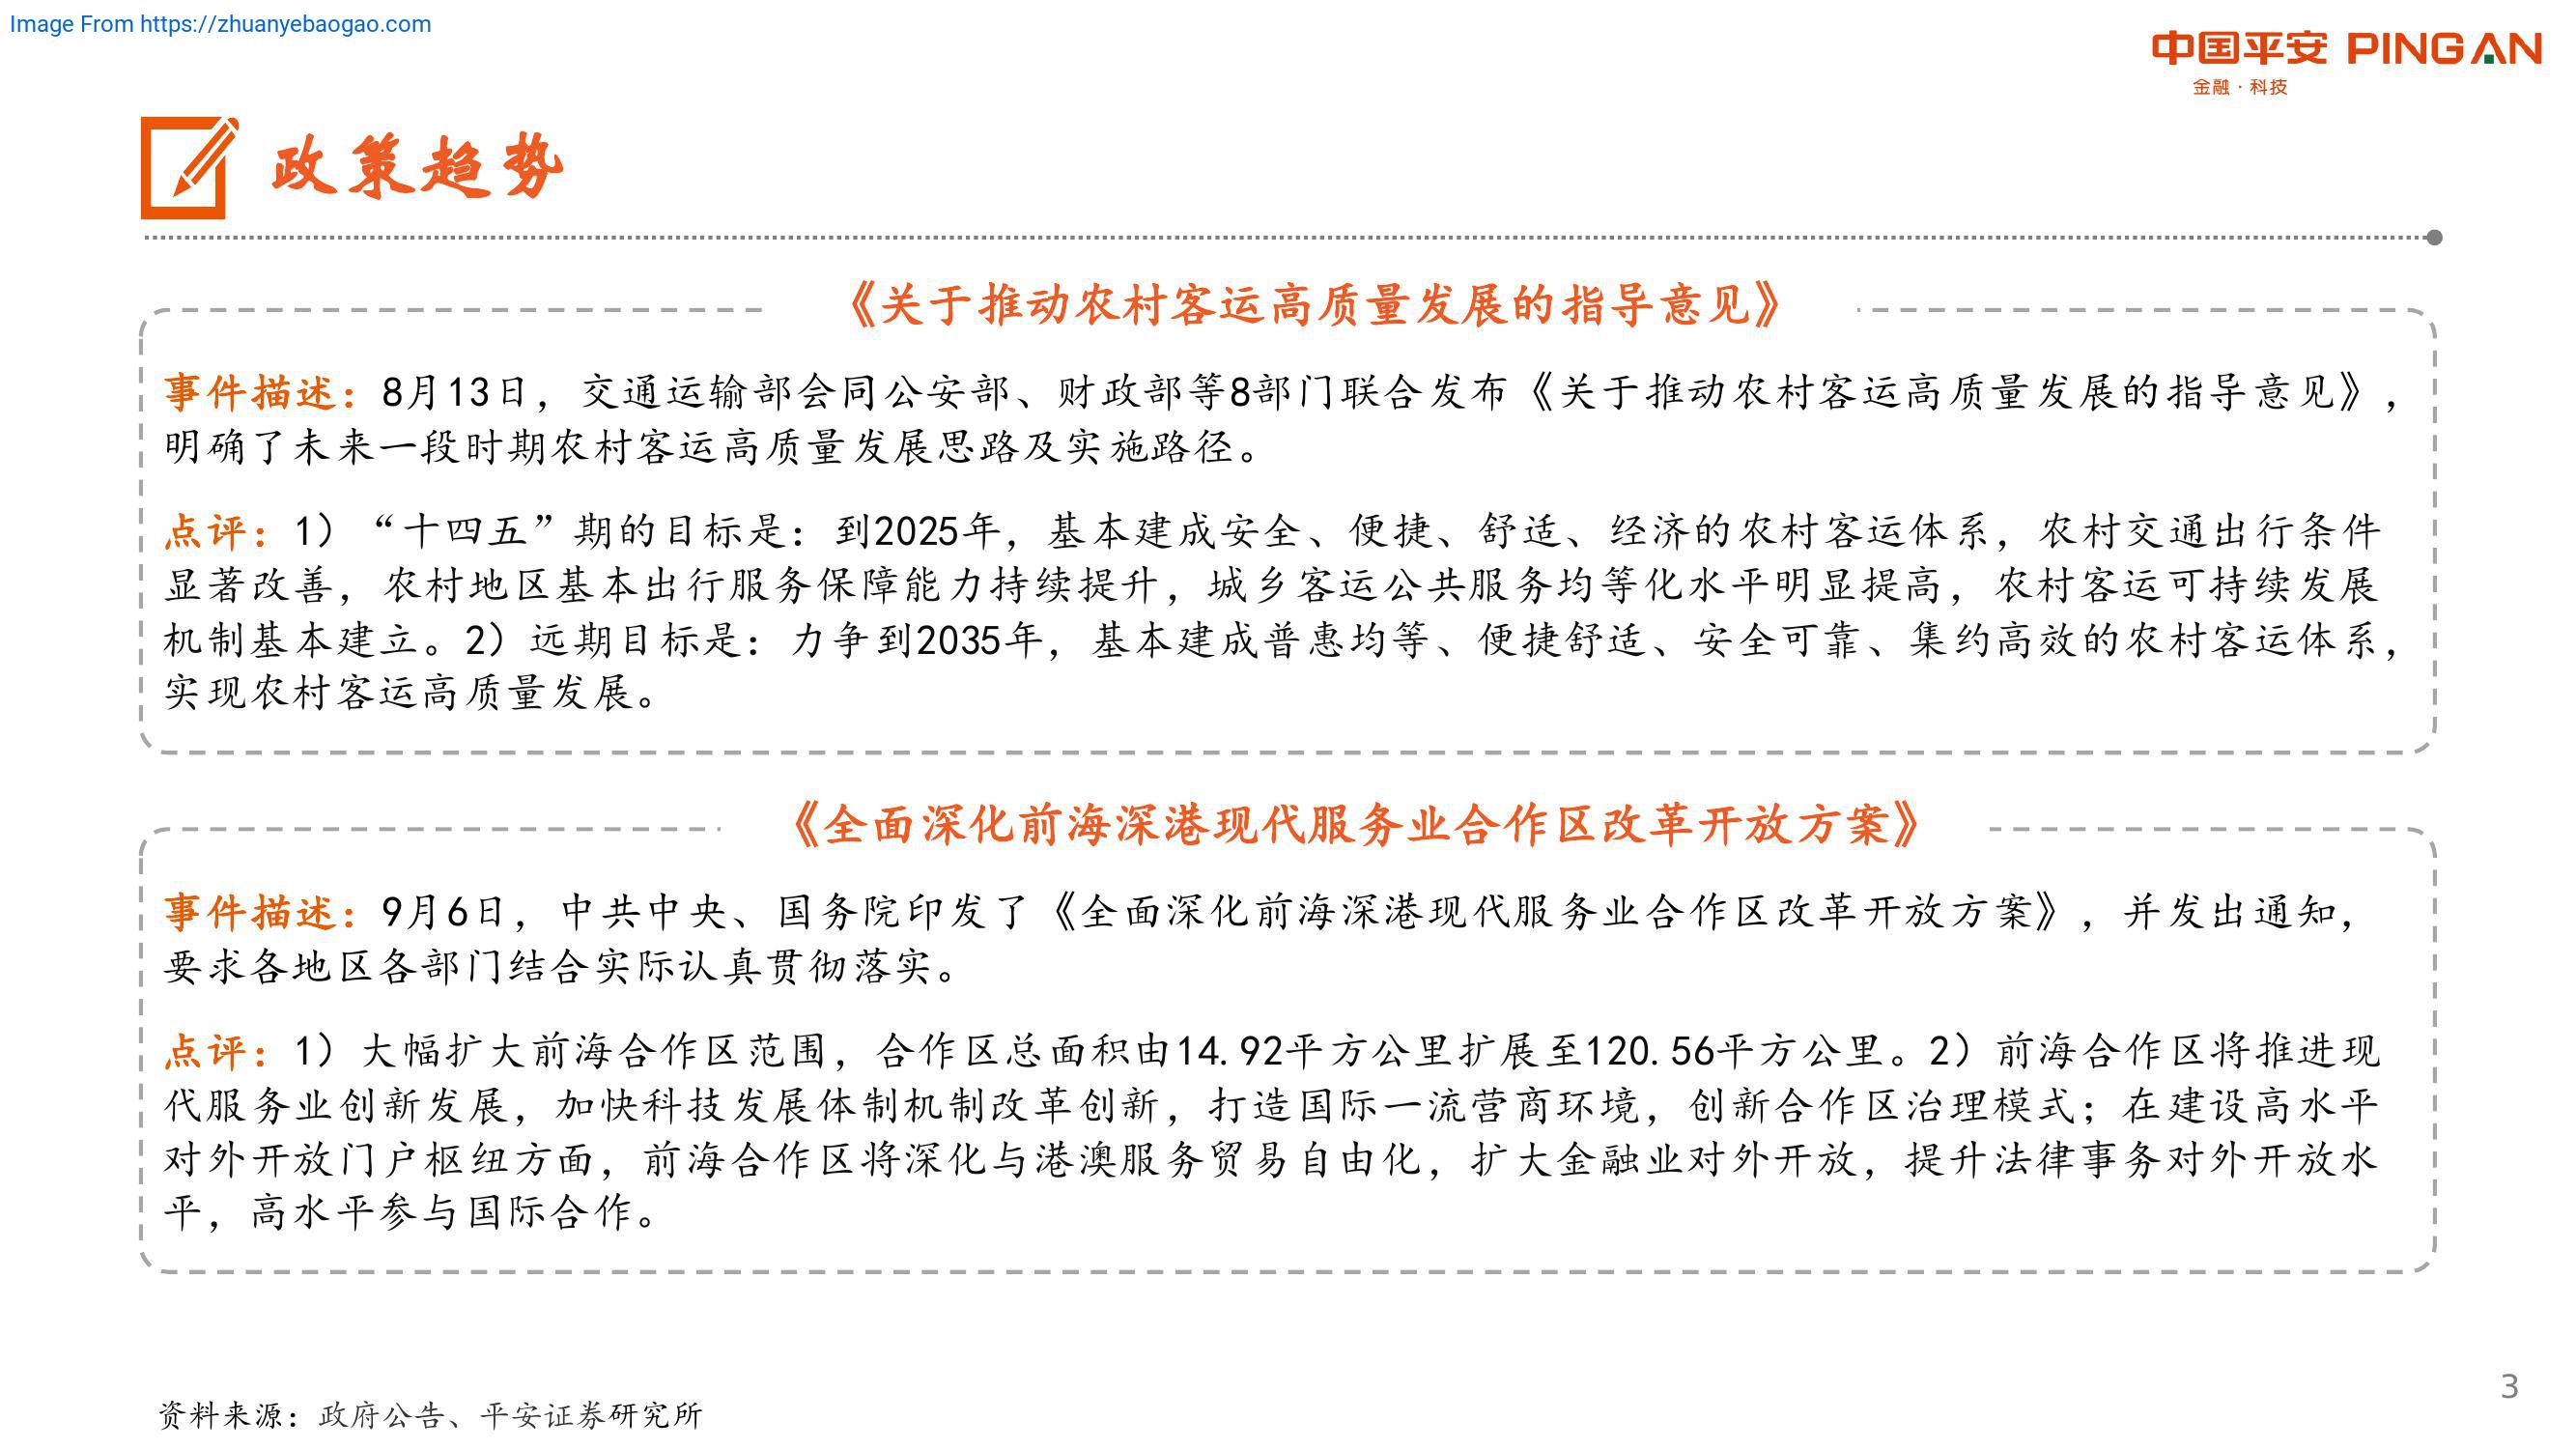 Image From https://zhuanyebaogao.com
中国平安 PINGAN
金融·科技
政策趋势
《关于推动农村客运高质量发展的指导意见》
事件描述：8月13日，交通运输部会同公安部、财政部等8部门联合发布《关于推动农村客运高质量发展的指导意见》，
明确了未来一段时期农村客运高质量发展思路及实施路径。
点评：1）“十四五”期的目标是：到2025年，基本建成安全、便捷、舒适、经济的农村客运体系，农村交通出行条件
显著改善，农村地区基本出行服务保障能力持续提升，城乡客运公共服务均等化水平明显提高，农村客运可持续发展
机制基本建立。2）远期目标是：力争到2035年，基本建成普惠均等、便捷舒适、安全可靠、集约高效的农村客运体系，
实现农村客运高质量发展。
《全面深化前海深港现代服务业合作区改革开放方案》
事件描述：9月6日，中共中央、国务院印发了《全面深化前海深港现代服务业合作区改革开放方案》，并发出通知，
要求各地区各部门结合实际认真贯彻落实。
点评：1）大幅扩大前海合作区范围，合作区总面积由14.92平方公里扩展至120.56平方公里。2）前海合作区将推进现
代服务业创新发展，加快科技发展体制机制改革创新，打造国际一流营商环境，创新合作区治理模式；在建设高水平
对外开放门户枢纽方面，前海合作区将深化与港澳服务贸易自由化，扩大金融业对外开放，提升法律事务对外开放水
平，高水平参与国际合作。
资料来源：政府公告、平安证券研究所
3